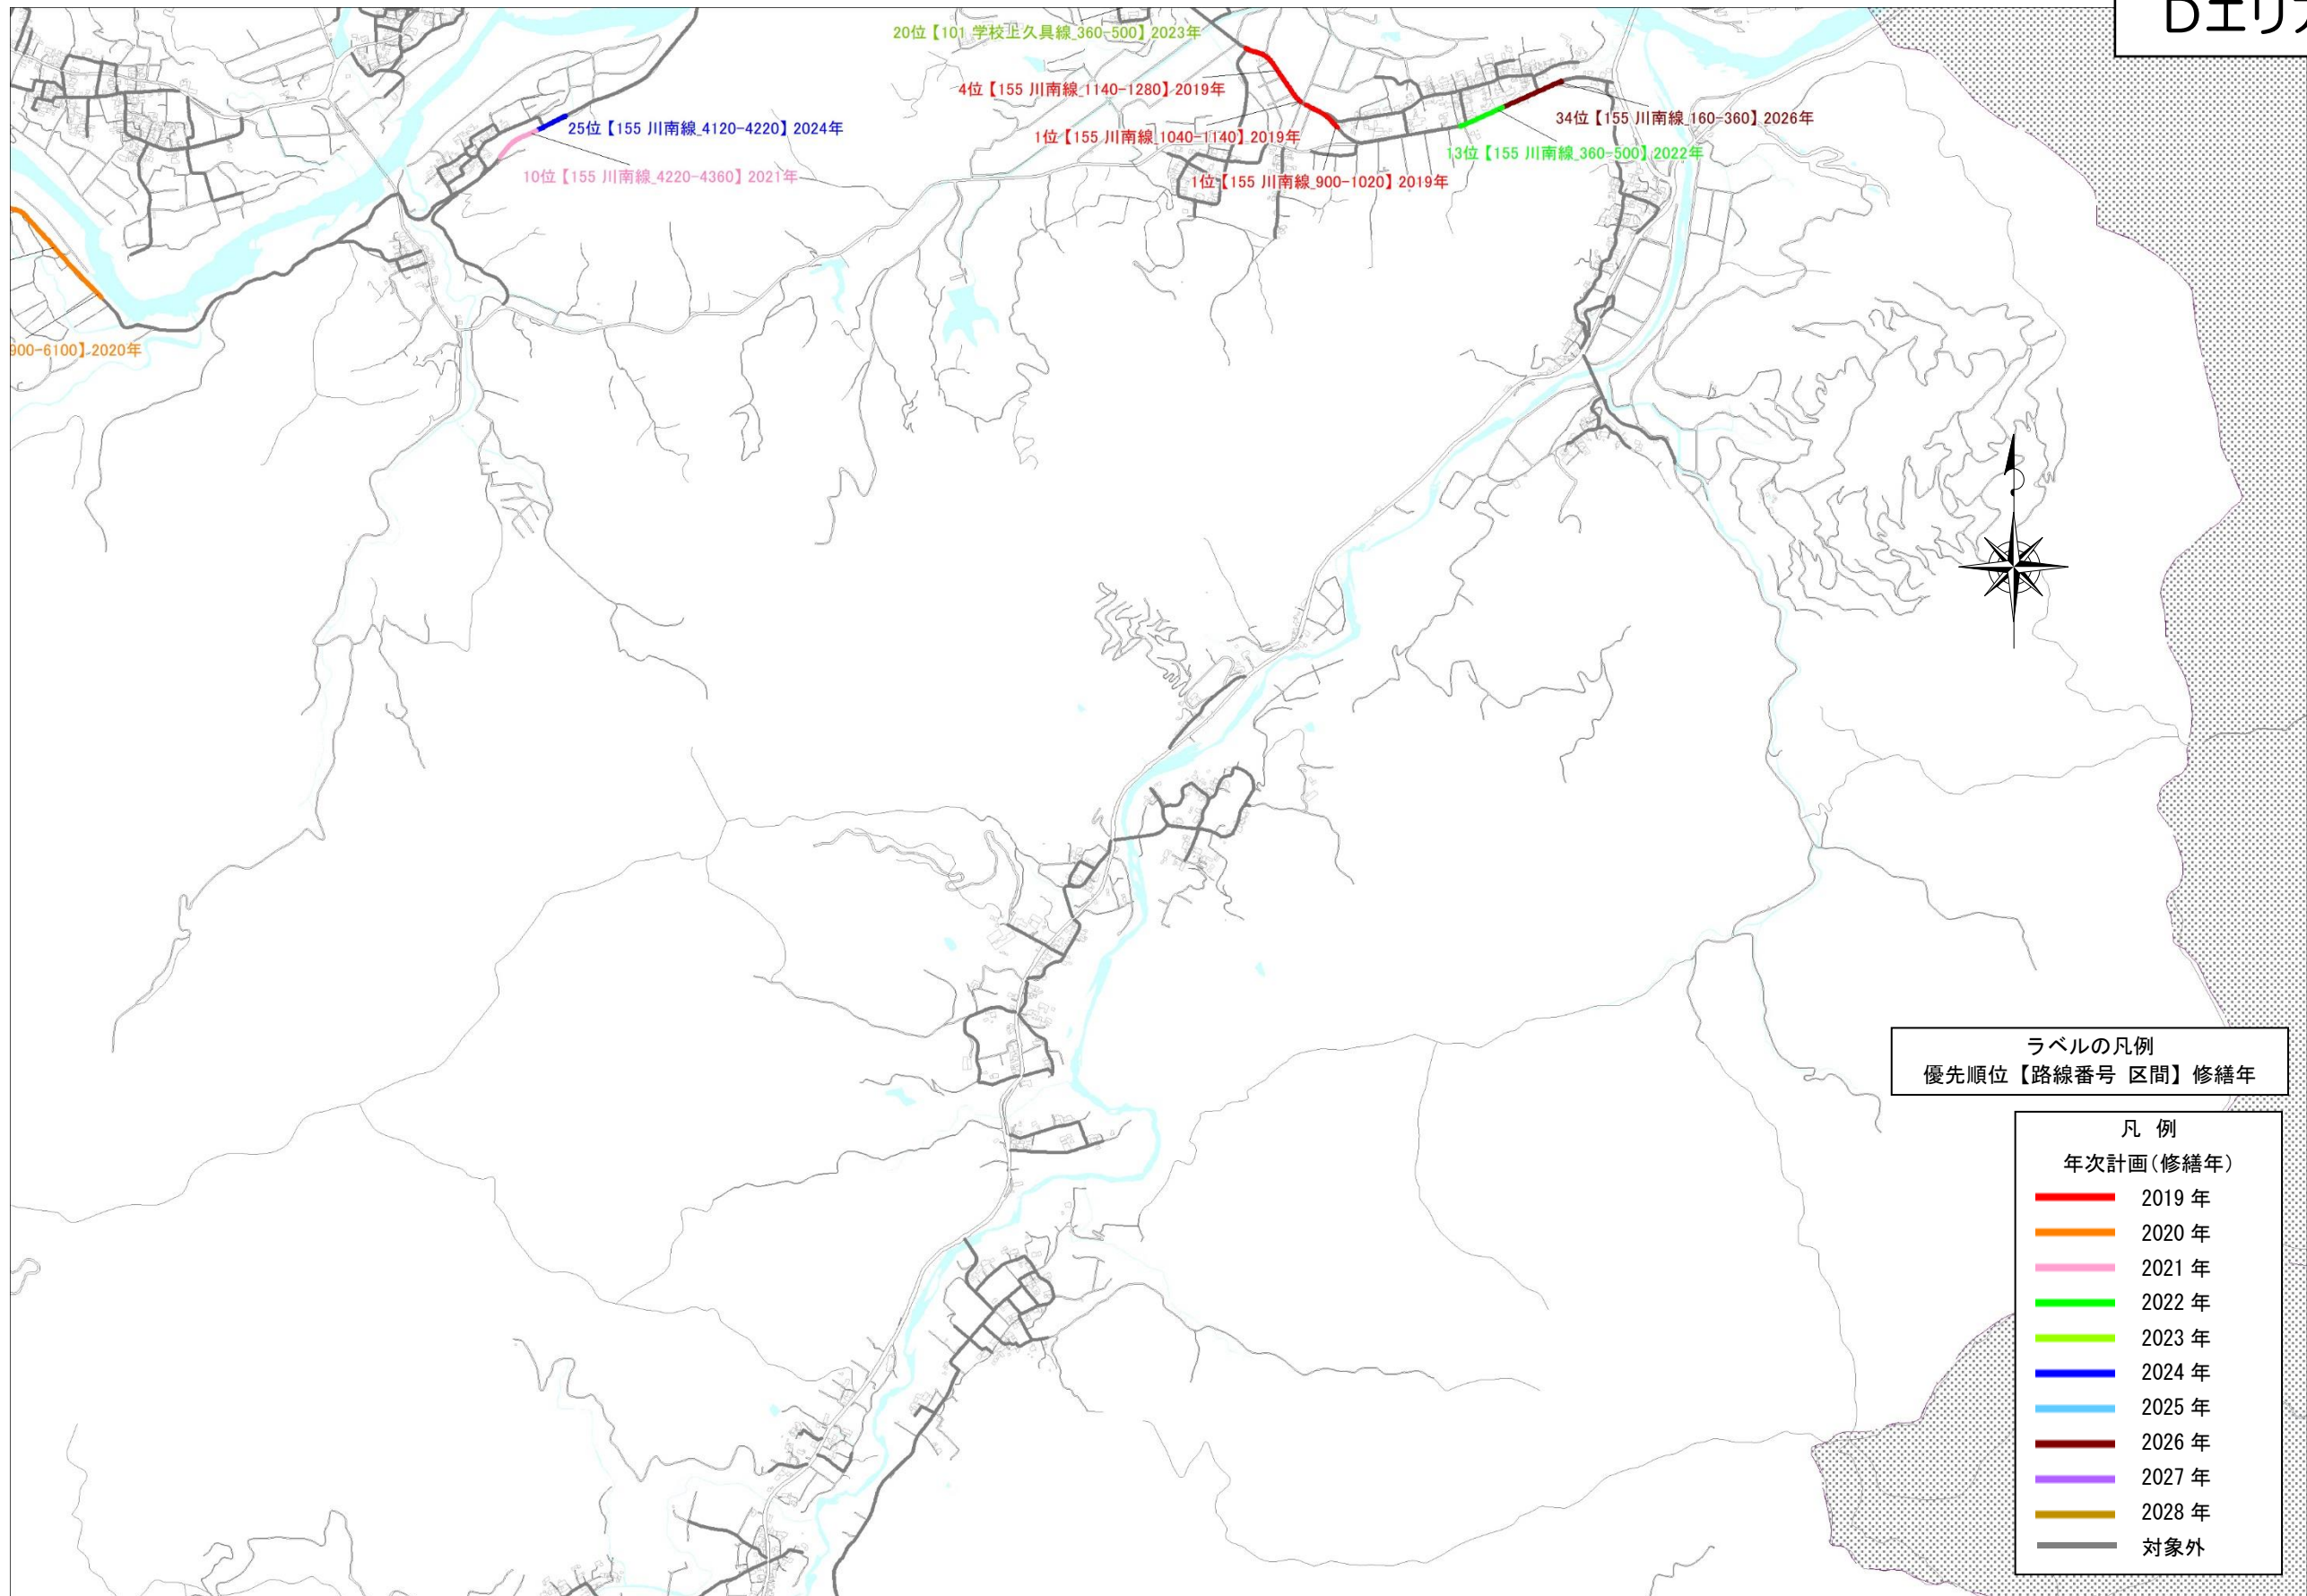 Dエリア
20位【101 学校上久具線_360-500】2023年
4位【155 川南線_1140-1280】2019年
25位【155 川南線_4120-4220】2024年
34位【155 川南線_160-360】2026年
1位【155 川南線_1040-1140】2019年
13位【155 川南線_360-500】2022年
10位【155 川南線_4220-4360】2021年
1位【155 川南線_900-1020】2019年
900-6100】2020年
ラベルの凡例
優先順位【路線番号 区間】修繕年
凡 例
年次計画(修繕年)
2019 年
2020 年
2021 年
2022 年
2023 年
2024 年
2025 年
2026 年
2027 年
2028 年
対象外